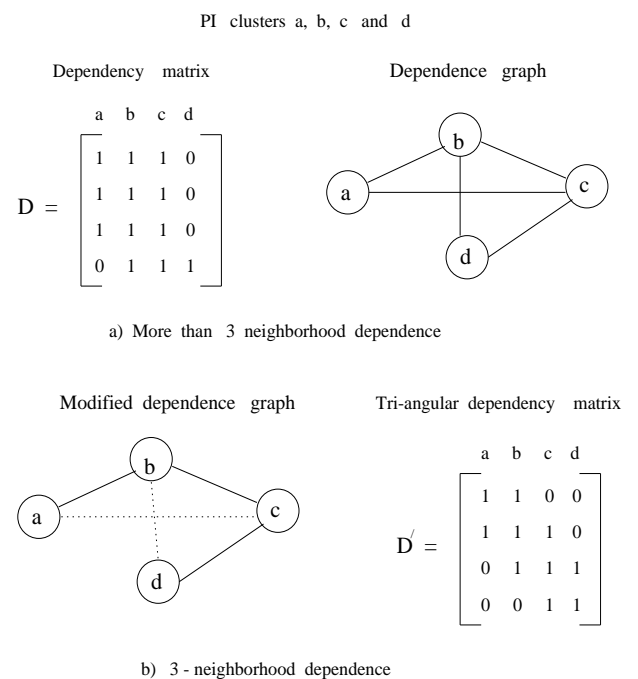 PI clusters a, b, c and d
Dependency matrix
Dependence graph
a b c d
D =
1 1 1 0
1 1 1 0
1 1 1 0
0 1 1 1
b
a
c
d
a) More than 3 neighborhood dependence
Modified dependence graph
Tri-angular dependency matrix
b
a
c
d
a b c d
D′ =
1 1 0 0
1 1 1 0
0 1 1 1
0 0 1 1
b) 3 - neighborhood dependence